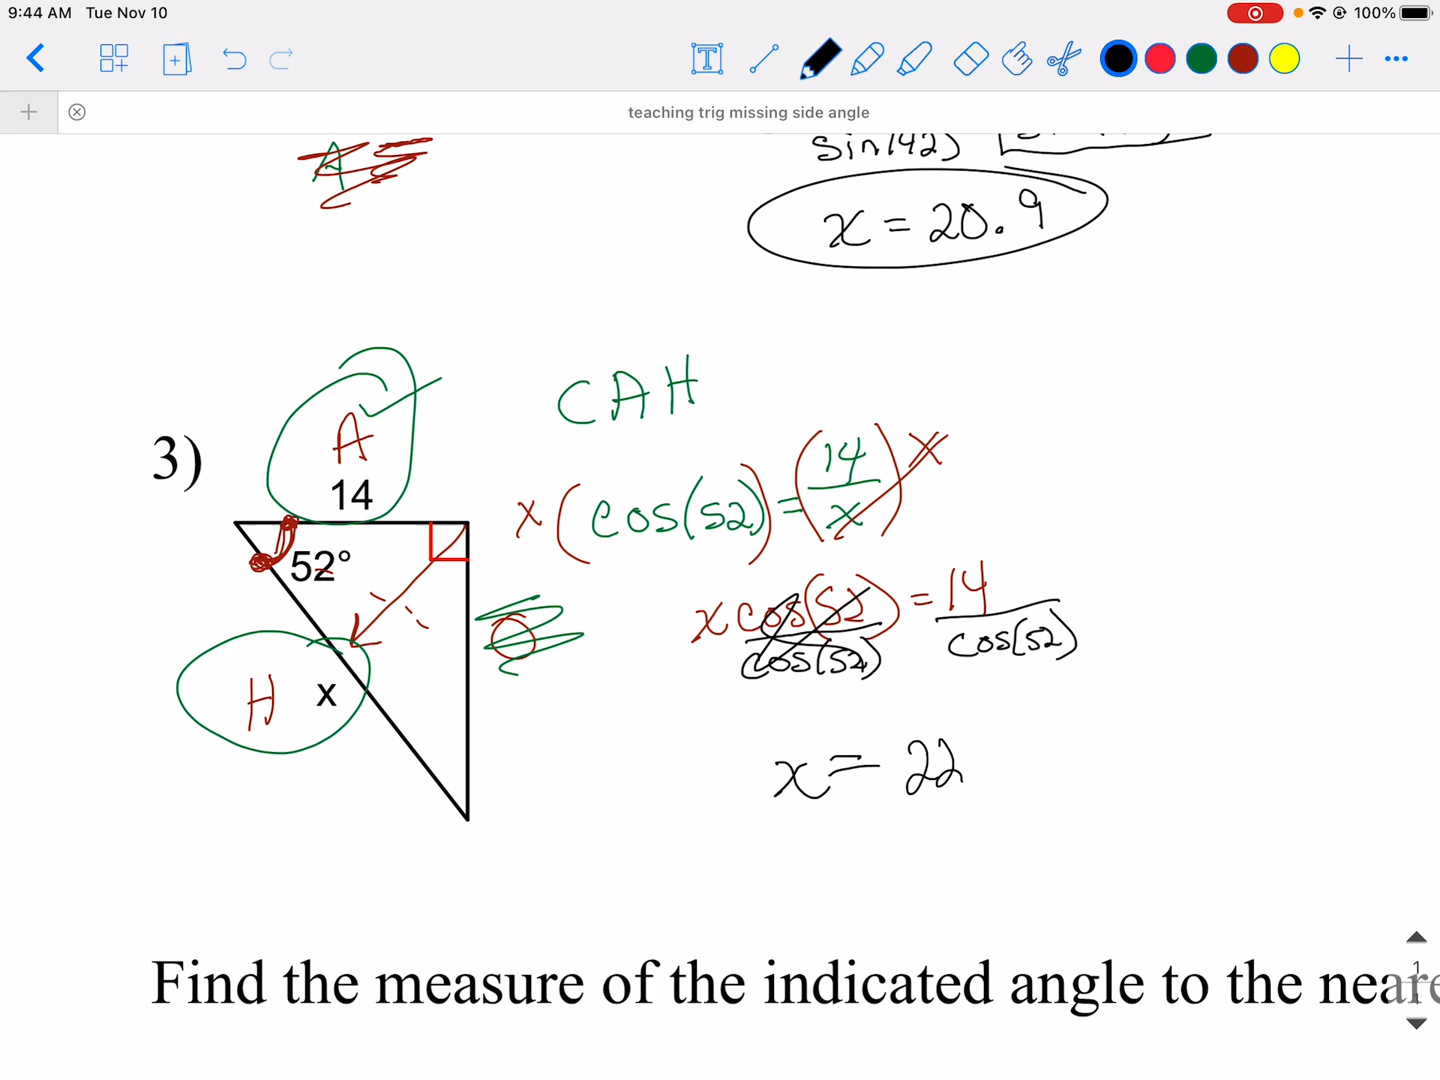 9:44 AM Tue Nov 10
100%
T
teaching trig missing side angle
A
sin(42)
x = 20.9
CAH
3)
A
14
x (cos(52)) = (14/x) x
52°
x cos(52) = 14
cos(52) cos(52)
O
H x
x = 22
1
Find the measure of the indicated angle to the neare